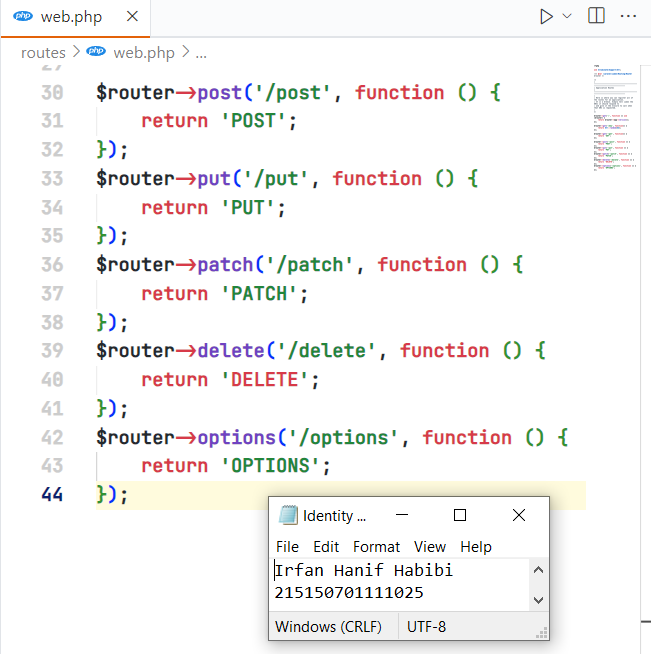 php web.php
routes > php web.php > ...
30 $router->post('/post', function () {
31     return 'POST';
32 });
33 $router->put('/put', function () {
34     return 'PUT';
35 });
36 $router->patch('/patch', function () {
37     return 'PATCH';
38 });
39 $router->delete('/delete', function () {
40     return 'DELETE';
41 });
42 $router->options('/options', function () {
43     return 'OPTIONS';
44 });
Identity ...
File Edit Format View Help
Irfan Hanif Habibi
215150701111025
Windows (CRLF) UTF-8